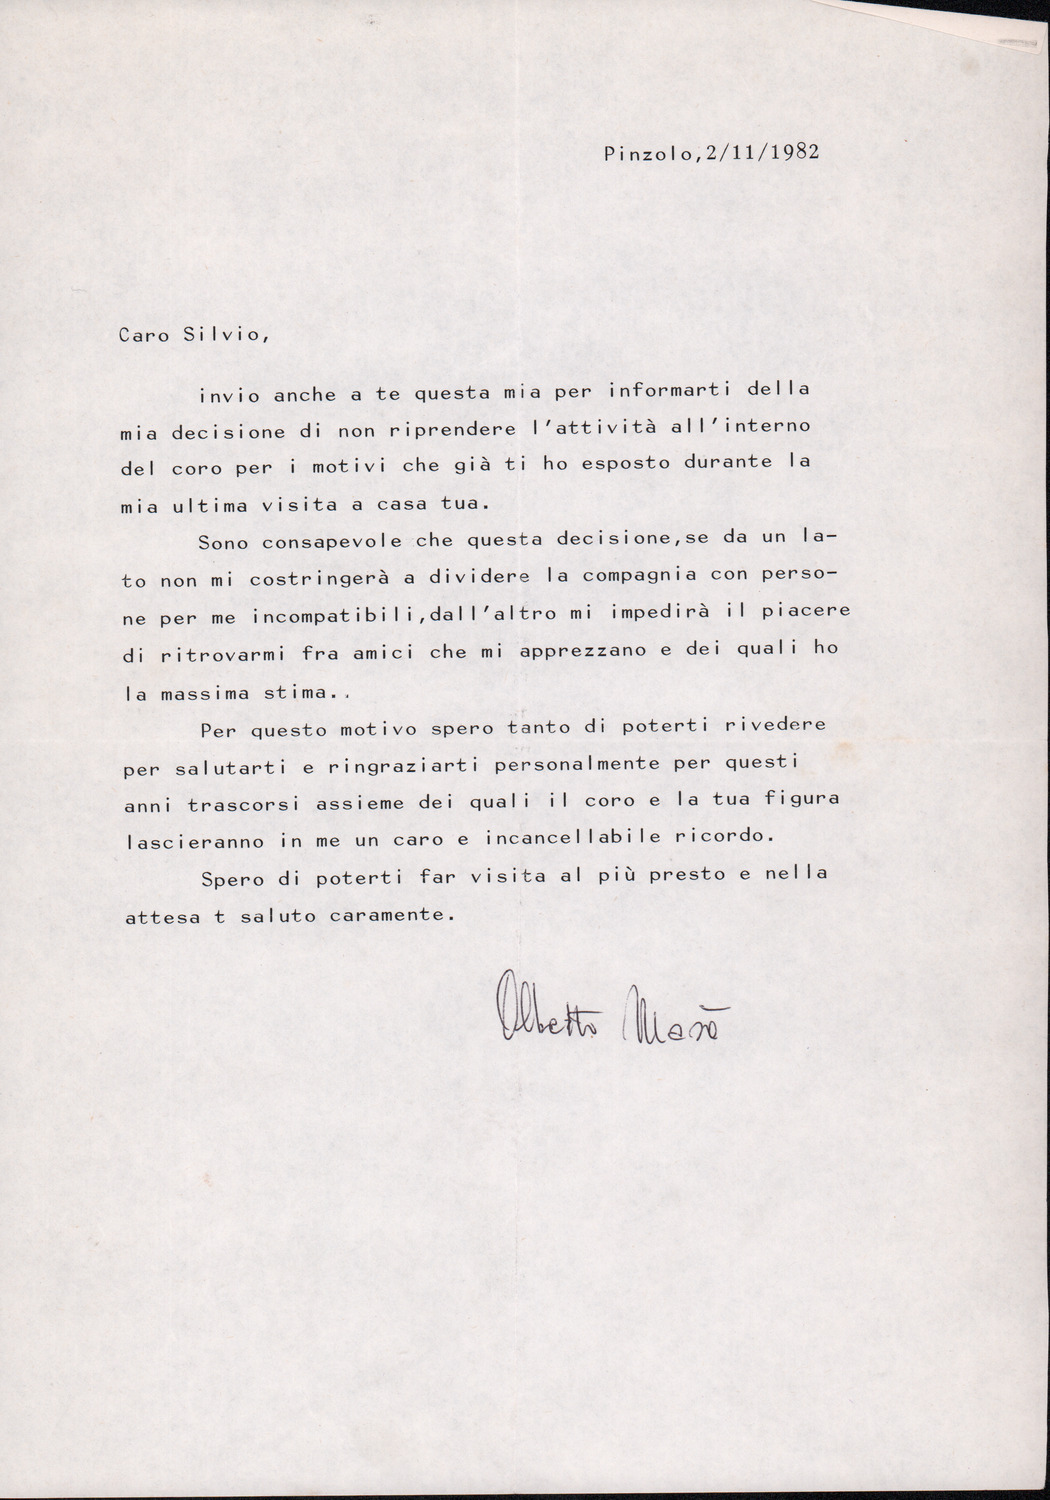 Pinzolo,2/11/1982
Caro Silvio,
invio anche a te questa mia per informarti della
mia decisione di non riprendere l'attività all'interno
del coro per i motivi che già ti ho esposto durante la
mia ultima visita a casa tua.
Sono consapevole che questa decisione,se da un la-
to non mi costringerà a dividere la compagnia con perso-
ne per me incompatibili,dall'altro mi impedirà il piacere
di ritrovarmi fra amici che mi apprezzano e dei quali ho
la massima stima..
Per questo motivo spero tanto di poterti rivedere
per salutarti e ringraziarti personalmente per questi
anni trascorsi assieme dei quali il coro e la tua figura
lascieranno in me un caro e incancellabile ricordo.
Spero di poterti far visita al più presto e nella
attesa t saluto caramente.
Alberto